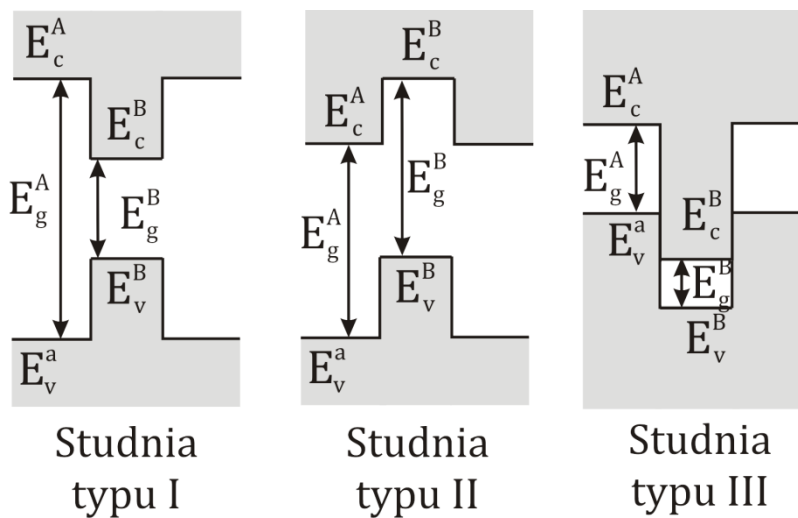 E_c^A
E_c^B
E_g^A
E_g^B
E_v^B
E_v^a
Studnia
typu I
E_c^B
E_c^A
E_g^B
E_g^A
E_v^B
E_v^a
Studnia
typu II
E_c^A
E_g^A
E_c^B
E_v^a
E_g^B
E_v^B
Studnia
typu III